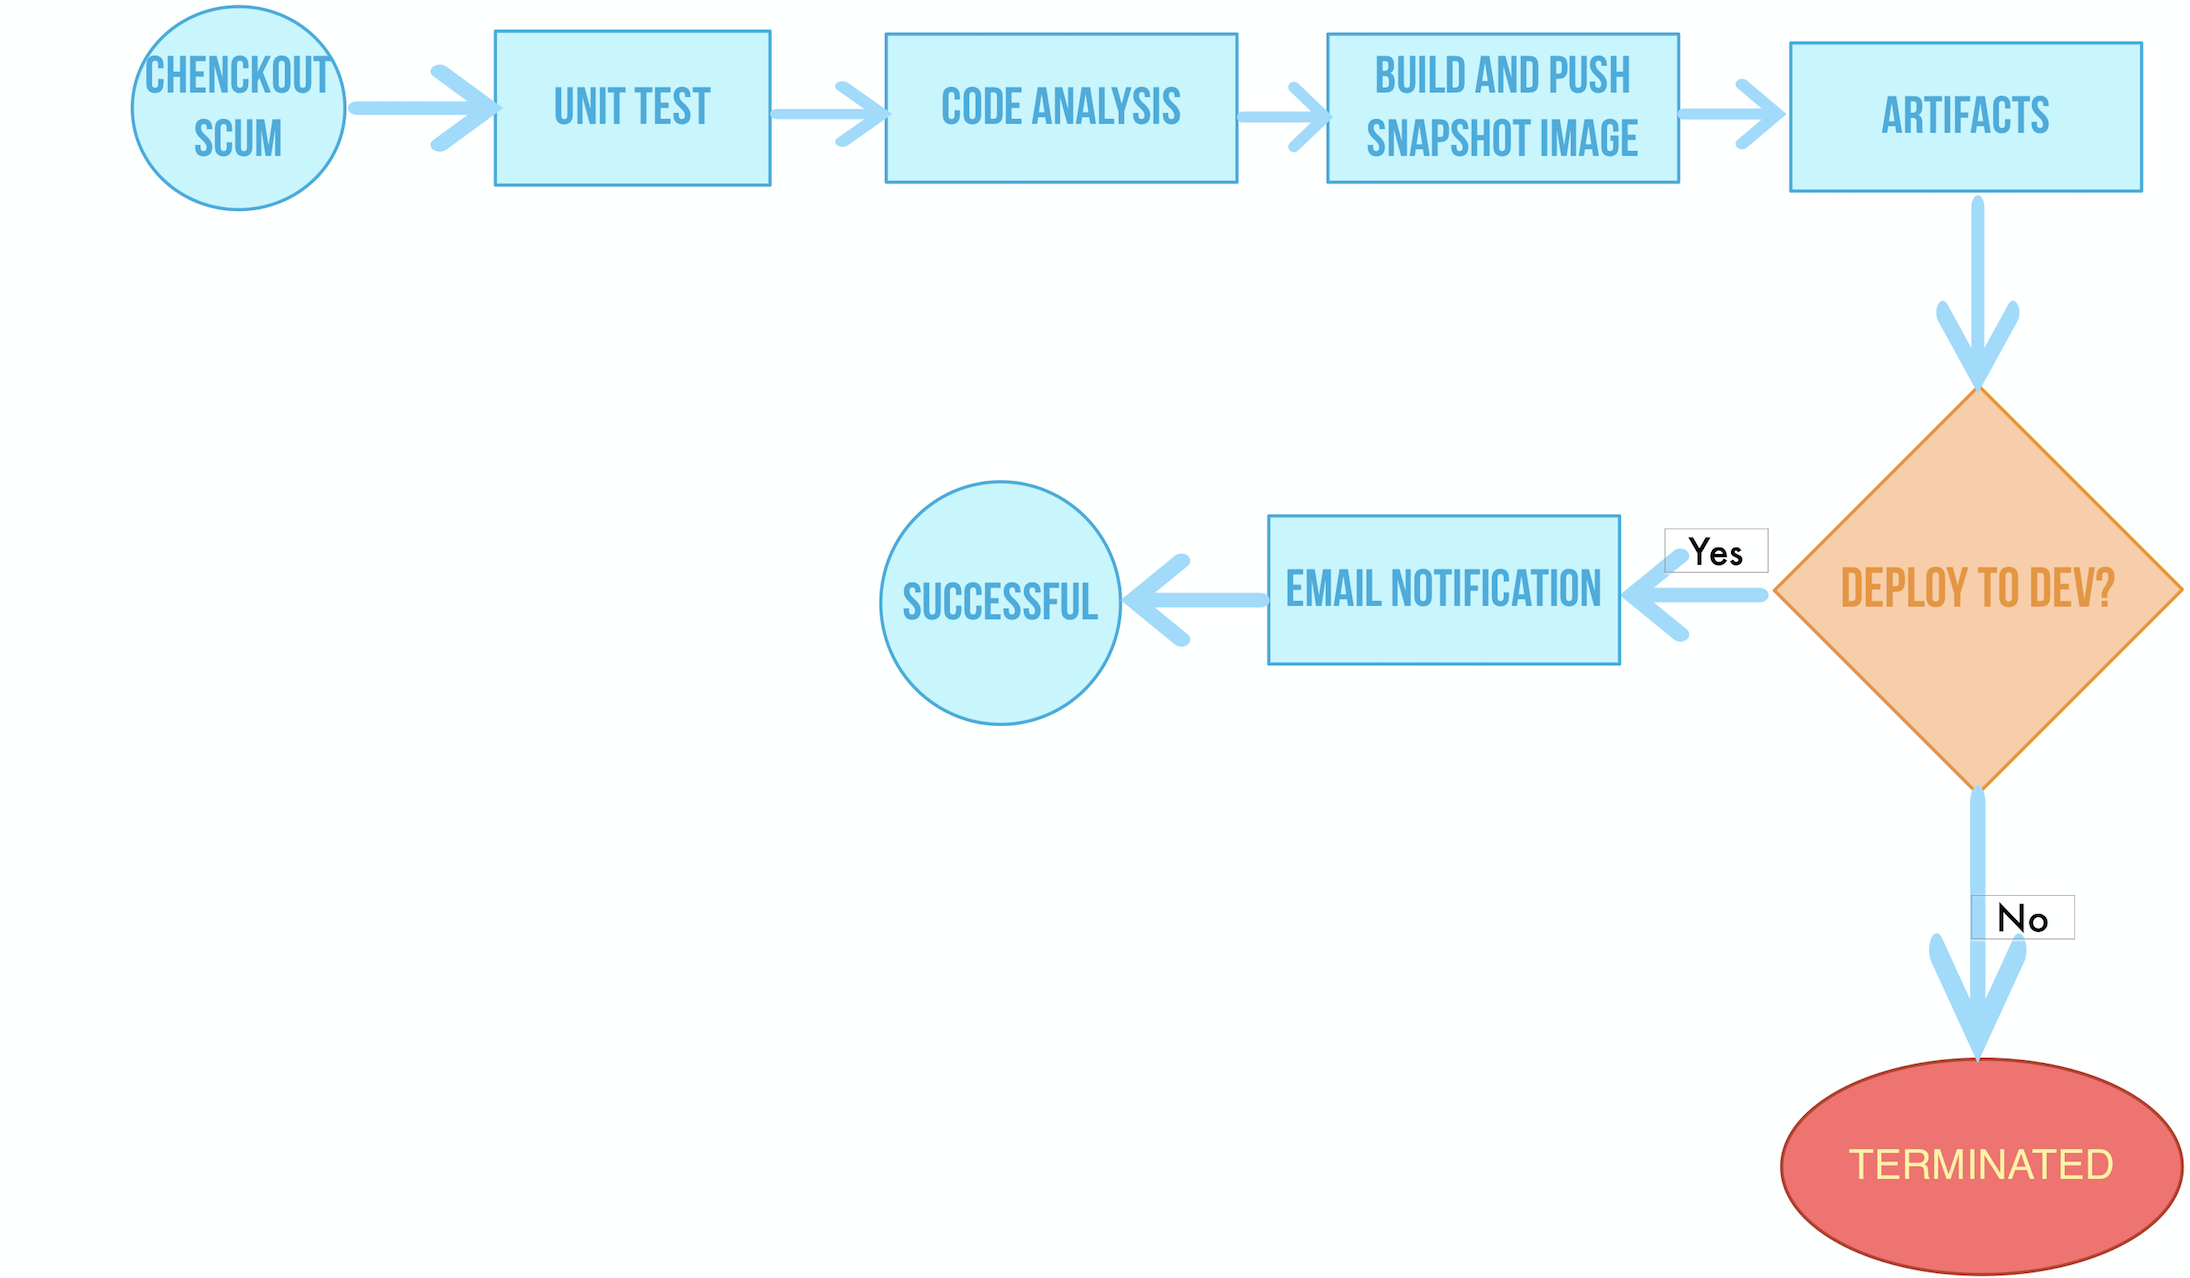 CHENCKOUT
SCUM
UNIT TEST
CODE ANALYSIS
BUILD AND PUSH
SNAPSHOT IMAGE
ARTIFACTS
DEPLOY TO DEV?
Yes
EMAIL NOTIFICATION
SUCCESSFUL
No
TERMINATED